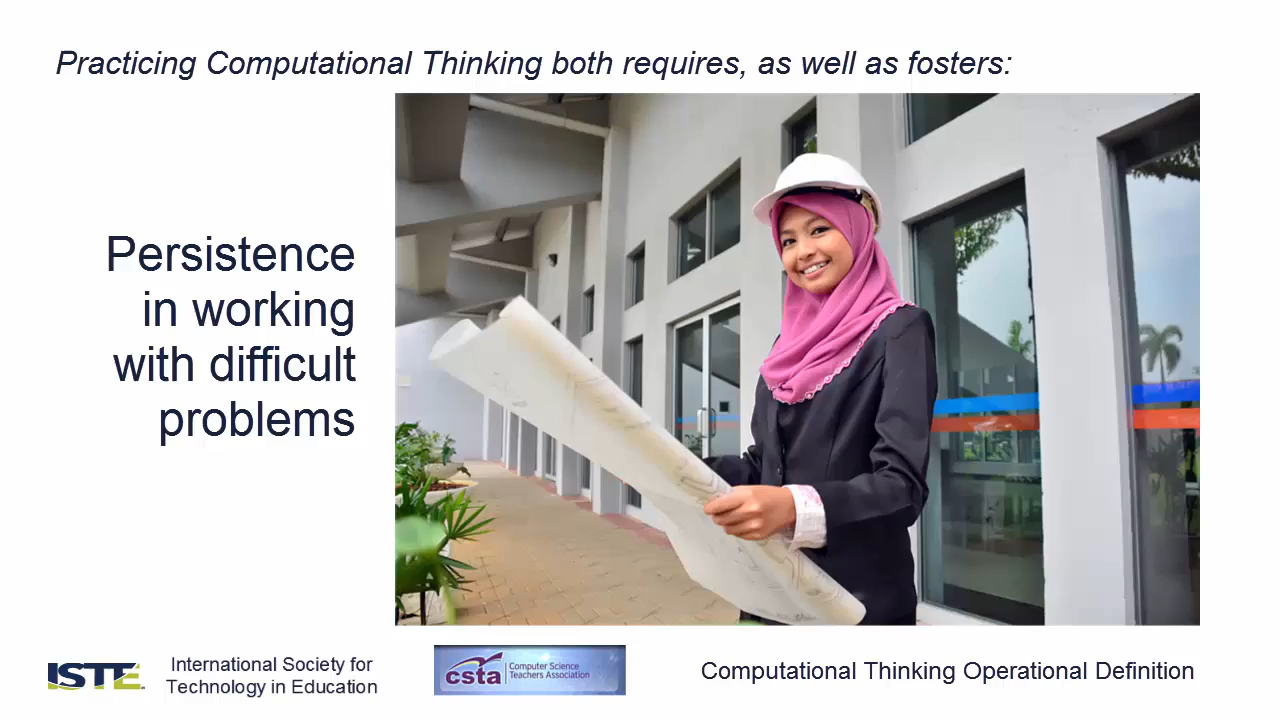 Practicing Computational Thinking both requires, as well as fosters:
Persistence
in working
with difficult
problems
ISTE
International Society for
Technology in Education
csta
Computer Science
Teachers Association
Computational Thinking Operational Definition